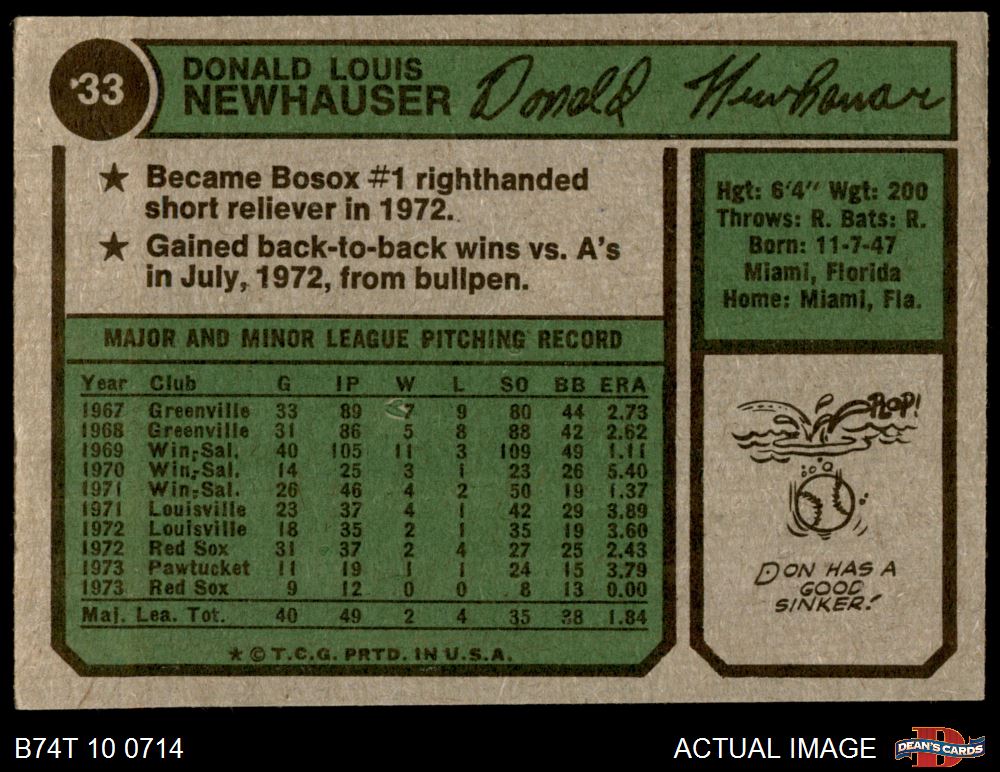 33
DONALD LOUIS
NEWHAUSER Donald Newhauser
★ Became Bosox #1 righthanded
short reliever in 1972.
★ Gained back-to-back wins vs. A's
in July, 1972, from bullpen.
Hgt: 6'4" Wgt: 200
Throws: R. Bats: R.
Born: 11-7-47
Miami, Florida
Home: Miami, Fla.
MAJOR AND MINOR LEAGUE PITCHING RECORD
Year Club G IP W L SO BB ERA
1967 Greenville 33 89 7 9 80 44 2.73
1968 Greenville 31 86 5 8 88 42 2.62
1969 Win-Sal. 40 105 11 3 109 49 1.11
1970 Win-Sal. 14 25 3 1 23 26 5.40
1971 Win-Sal. 26 46 4 2 50 19 1.37
1971 Louisville 23 37 4 1 42 29 3.89
1972 Louisville 18 35 2 1 35 19 3.60
1972 Red Sox 31 37 2 4 27 25 2.43
1973 Pawtucket 11 19 1 1 24 15 3.79
1973 Red Sox 9 12 0 0 8 13 0.00
Maj. Lea. Tot. 40 49 2 4 35 38 1.84
★ © T.C.G. PRTD. IN U.S.A.
PLOP!
DON HAS A
GOOD
SINKER!
B74T 10 0714
ACTUAL IMAGE
D
DEAN'S CARDS